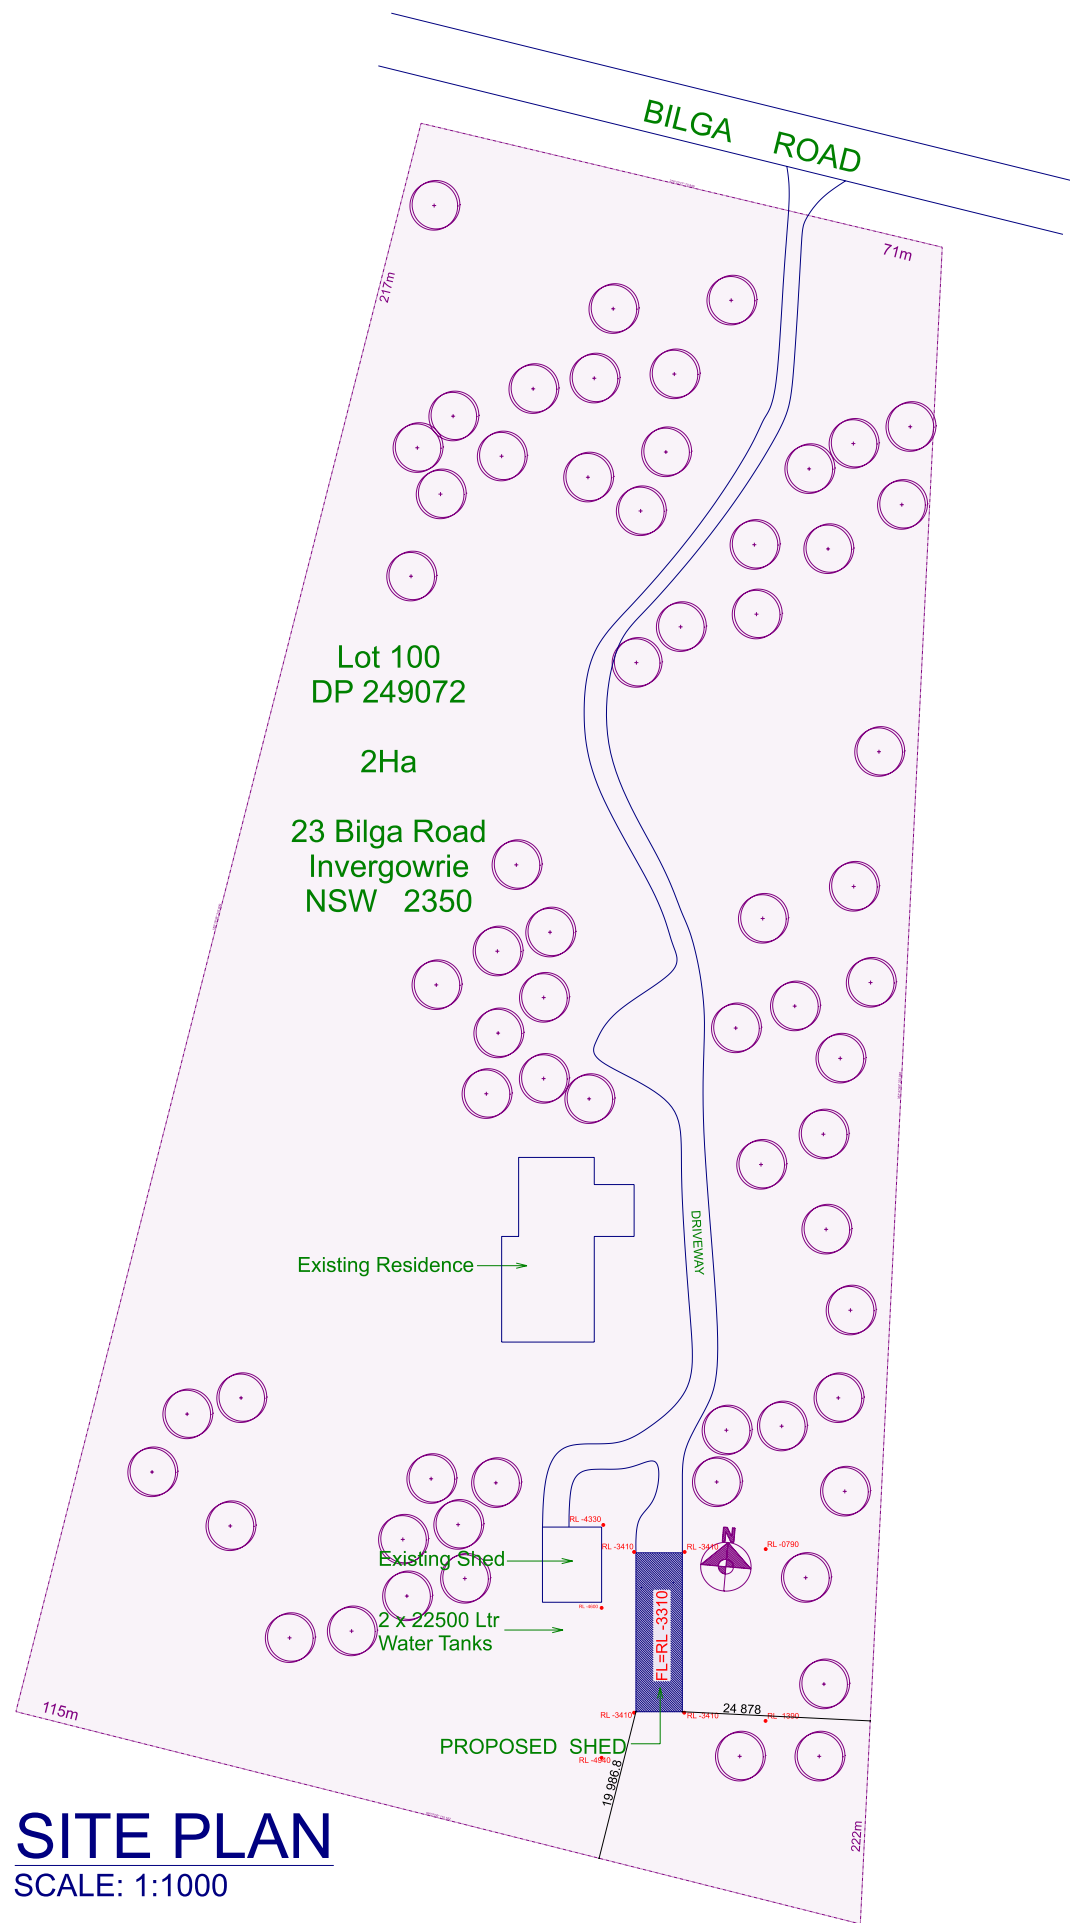 BILGA ROAD
71m
217m
Lot 100
DP 249072
2Ha
23 Bilga Road
Invergowrie
NSW 2350
DRIVEWAY
Existing Residence
RL -4330
RL -3410
RL -3410
RL -0790
N
Existing Shed
FL=RL -3310
2 x 22500 Ltr
Water Tanks
115m
RL -3410
RL -3410
24 878
PROPOSED SHED
19 986.8
222m
SITE PLAN
SCALE: 1:1000